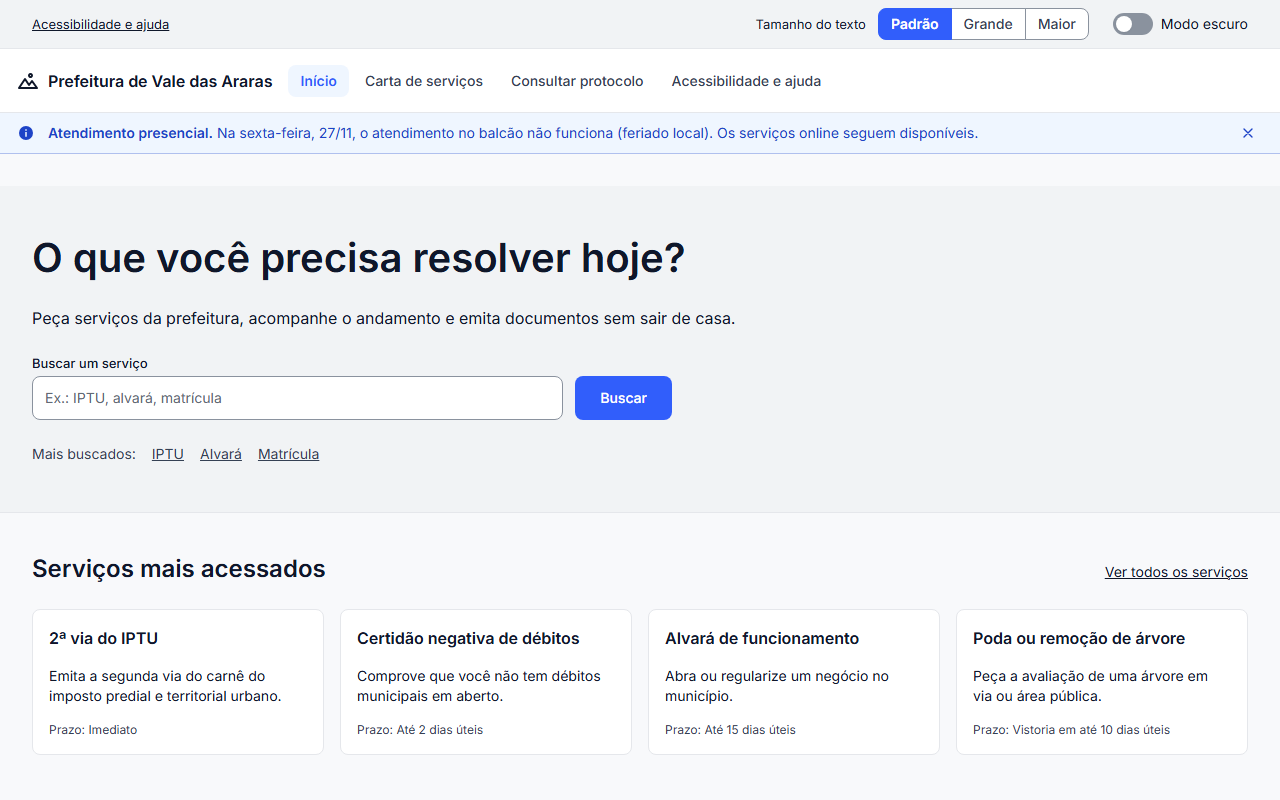 Acessibilidade e ajuda
Tamanho do texto
Padrão
Grande
Maior
Modo escuro
Prefeitura de Vale das Araras
Início
Carta de serviços
Consultar protocolo
Acessibilidade e ajuda
Atendimento presencial. Na sexta-feira, 27/11, o atendimento no balcão não funciona (feriado local). Os serviços online seguem disponíveis.
O que você precisa resolver hoje?
Peça serviços da prefeitura, acompanhe o andamento e emita documentos sem sair de casa.
Buscar um serviço
Ex.: IPTU, alvará, matrícula
Buscar
Mais buscados:
IPTU
Alvará
Matrícula
Serviços mais acessados
Ver todos os serviços
2ª via do IPTU
Emita a segunda via do carnê do
imposto predial e territorial urbano.
Prazo: Imediato
Certidão negativa de débitos
Comprove que você não tem débitos
municipais em aberto.
Prazo: Até 2 dias úteis
Alvará de funcionamento
Abra ou regularize um negócio no
município.
Prazo: Até 15 dias úteis
Poda ou remoção de árvore
Peça a avaliação de uma árvore em
via ou área pública.
Prazo: Vistoria em até 10 dias úteis